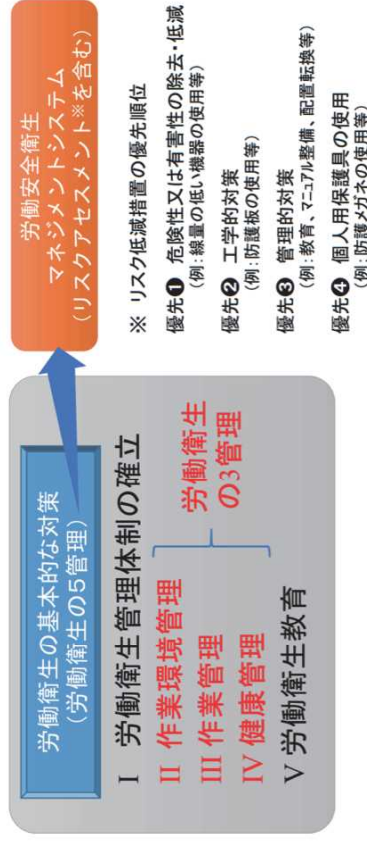 労働衛生の基本的な対策
(労働衛生の5管理)
I 労働衛生管理体制の確立
II 作業環境管理
III 作業管理
IV 健康管理
労働衛生
の3管理
V 労働衛生教育
労働安全衛生
マネジメントシステム
(リスクアセスメント※を含む)
※ リスク低減措置の優先順位
優先❶ 危険性又は有害性の除去・低減
(例:線量の低い機器の使用等)
優先❷ 工学的対策
(例:防護板の使用等)
優先❸ 管理的対策
(例:教育、マニュアル整備、配置転換等)
優先❹ 個人用保護具の使用
(例:防護メガネの使用等)